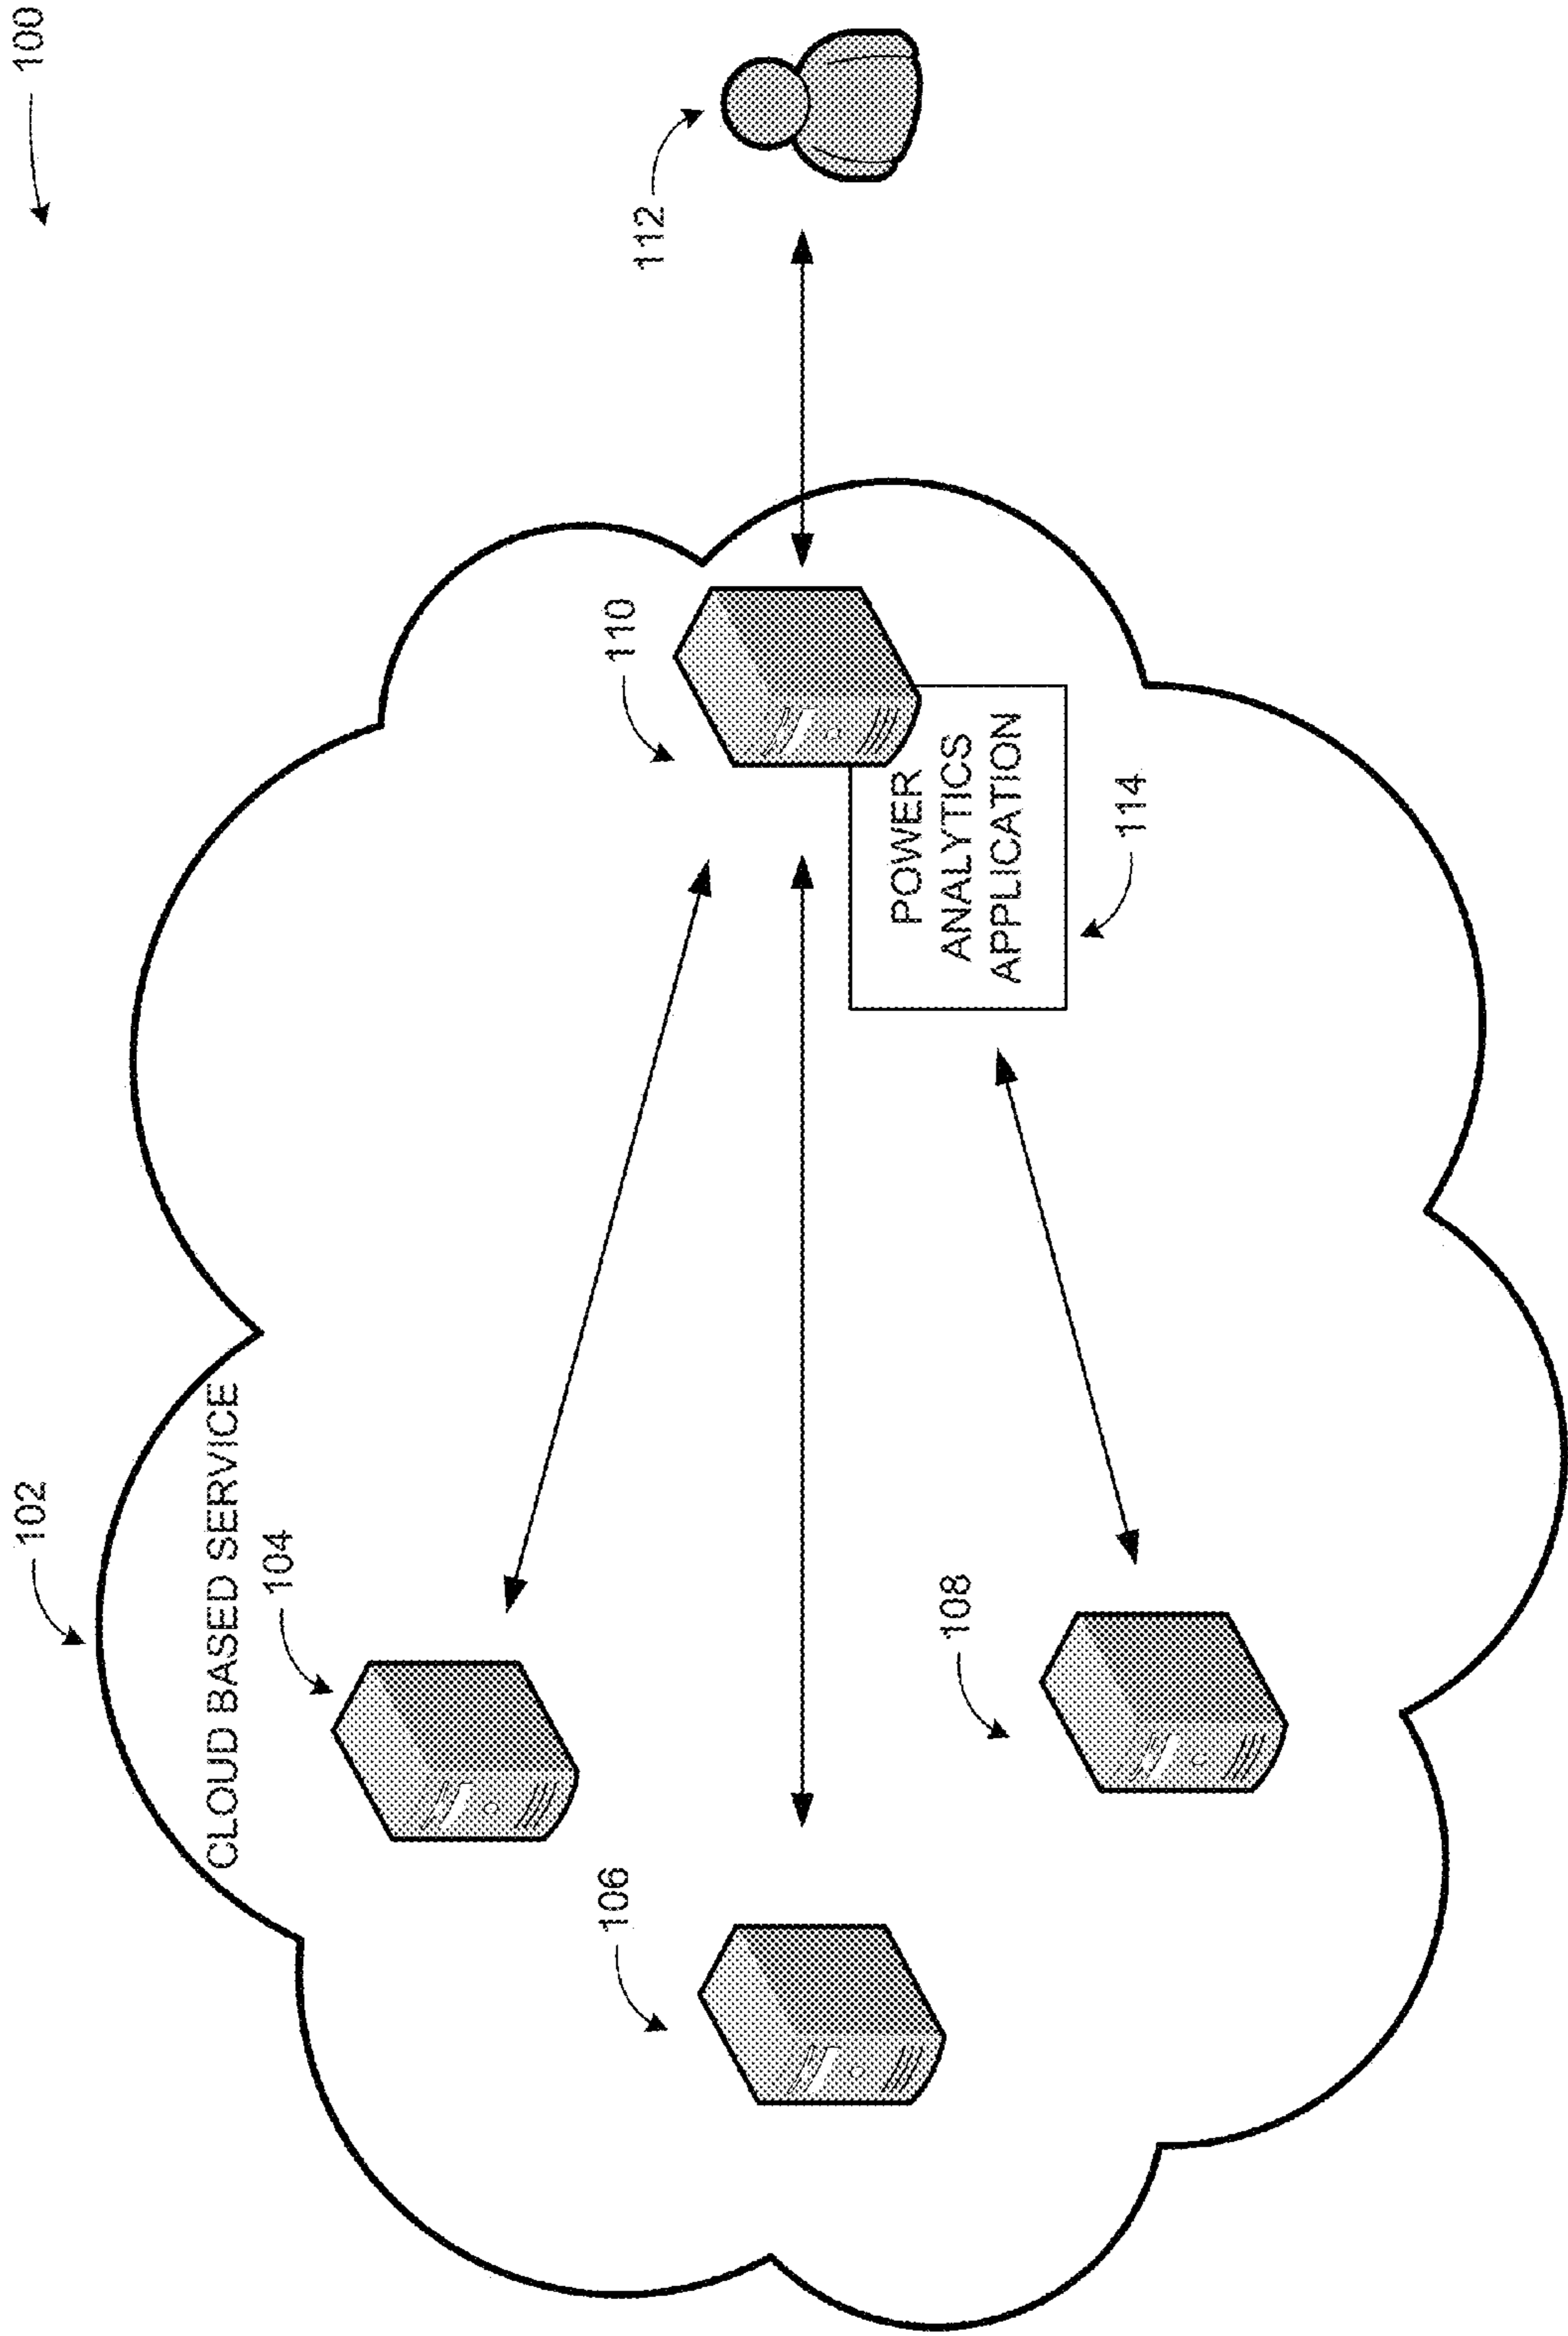 100
102
CLOUD BASED SERVICE
104
106
110
112
108
POWER
ANALYTICS
APPLICATION
114